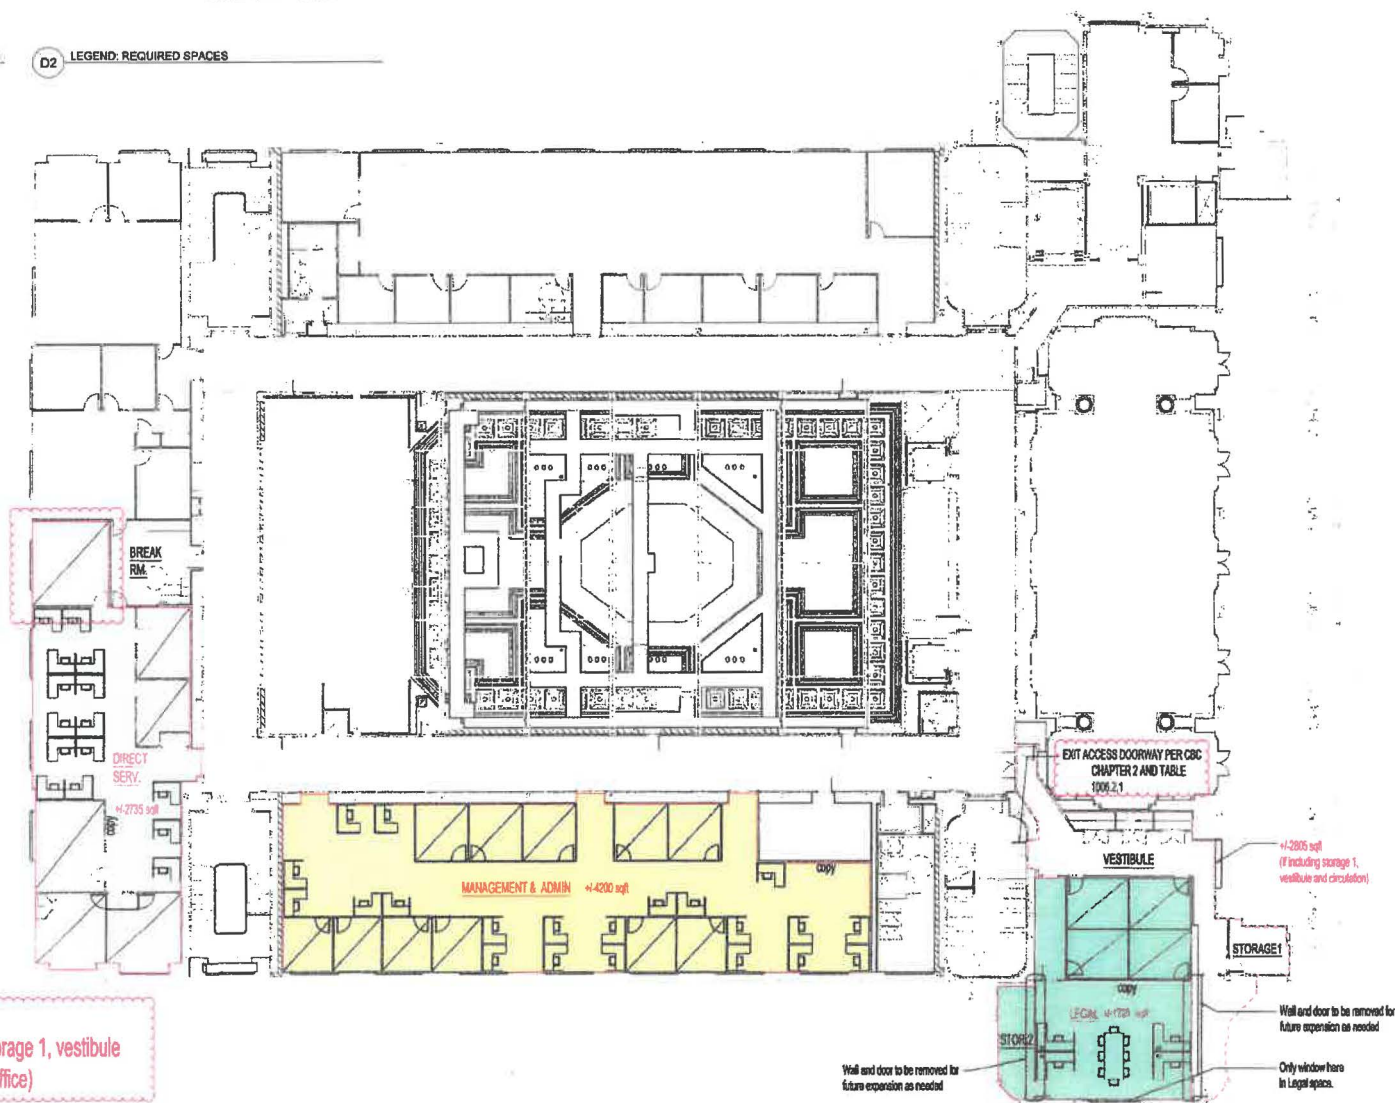 D2 LEGEND: REQUIRED SPACES
BREAK
RM.
DIRECT
SERV.
+/-2735 sqft
copy
MANAGEMENT & ADMIN +/-4200 sqft
copy
EXIT ACCESS DOORWAY PER CBC
CHAPTER 2 AND TABLE
1006.2.1
VESTIBULE
+/-2805 sqft
(if including storage 1,
vestibule and circulation)
STORAGE1
copy
LEGAL
Wall and door to be removed for
future expansion as needed
Only window here
in Legal space.
Wall and door to be removed for
future expansion as needed
rage 1, vestibule
ffice)